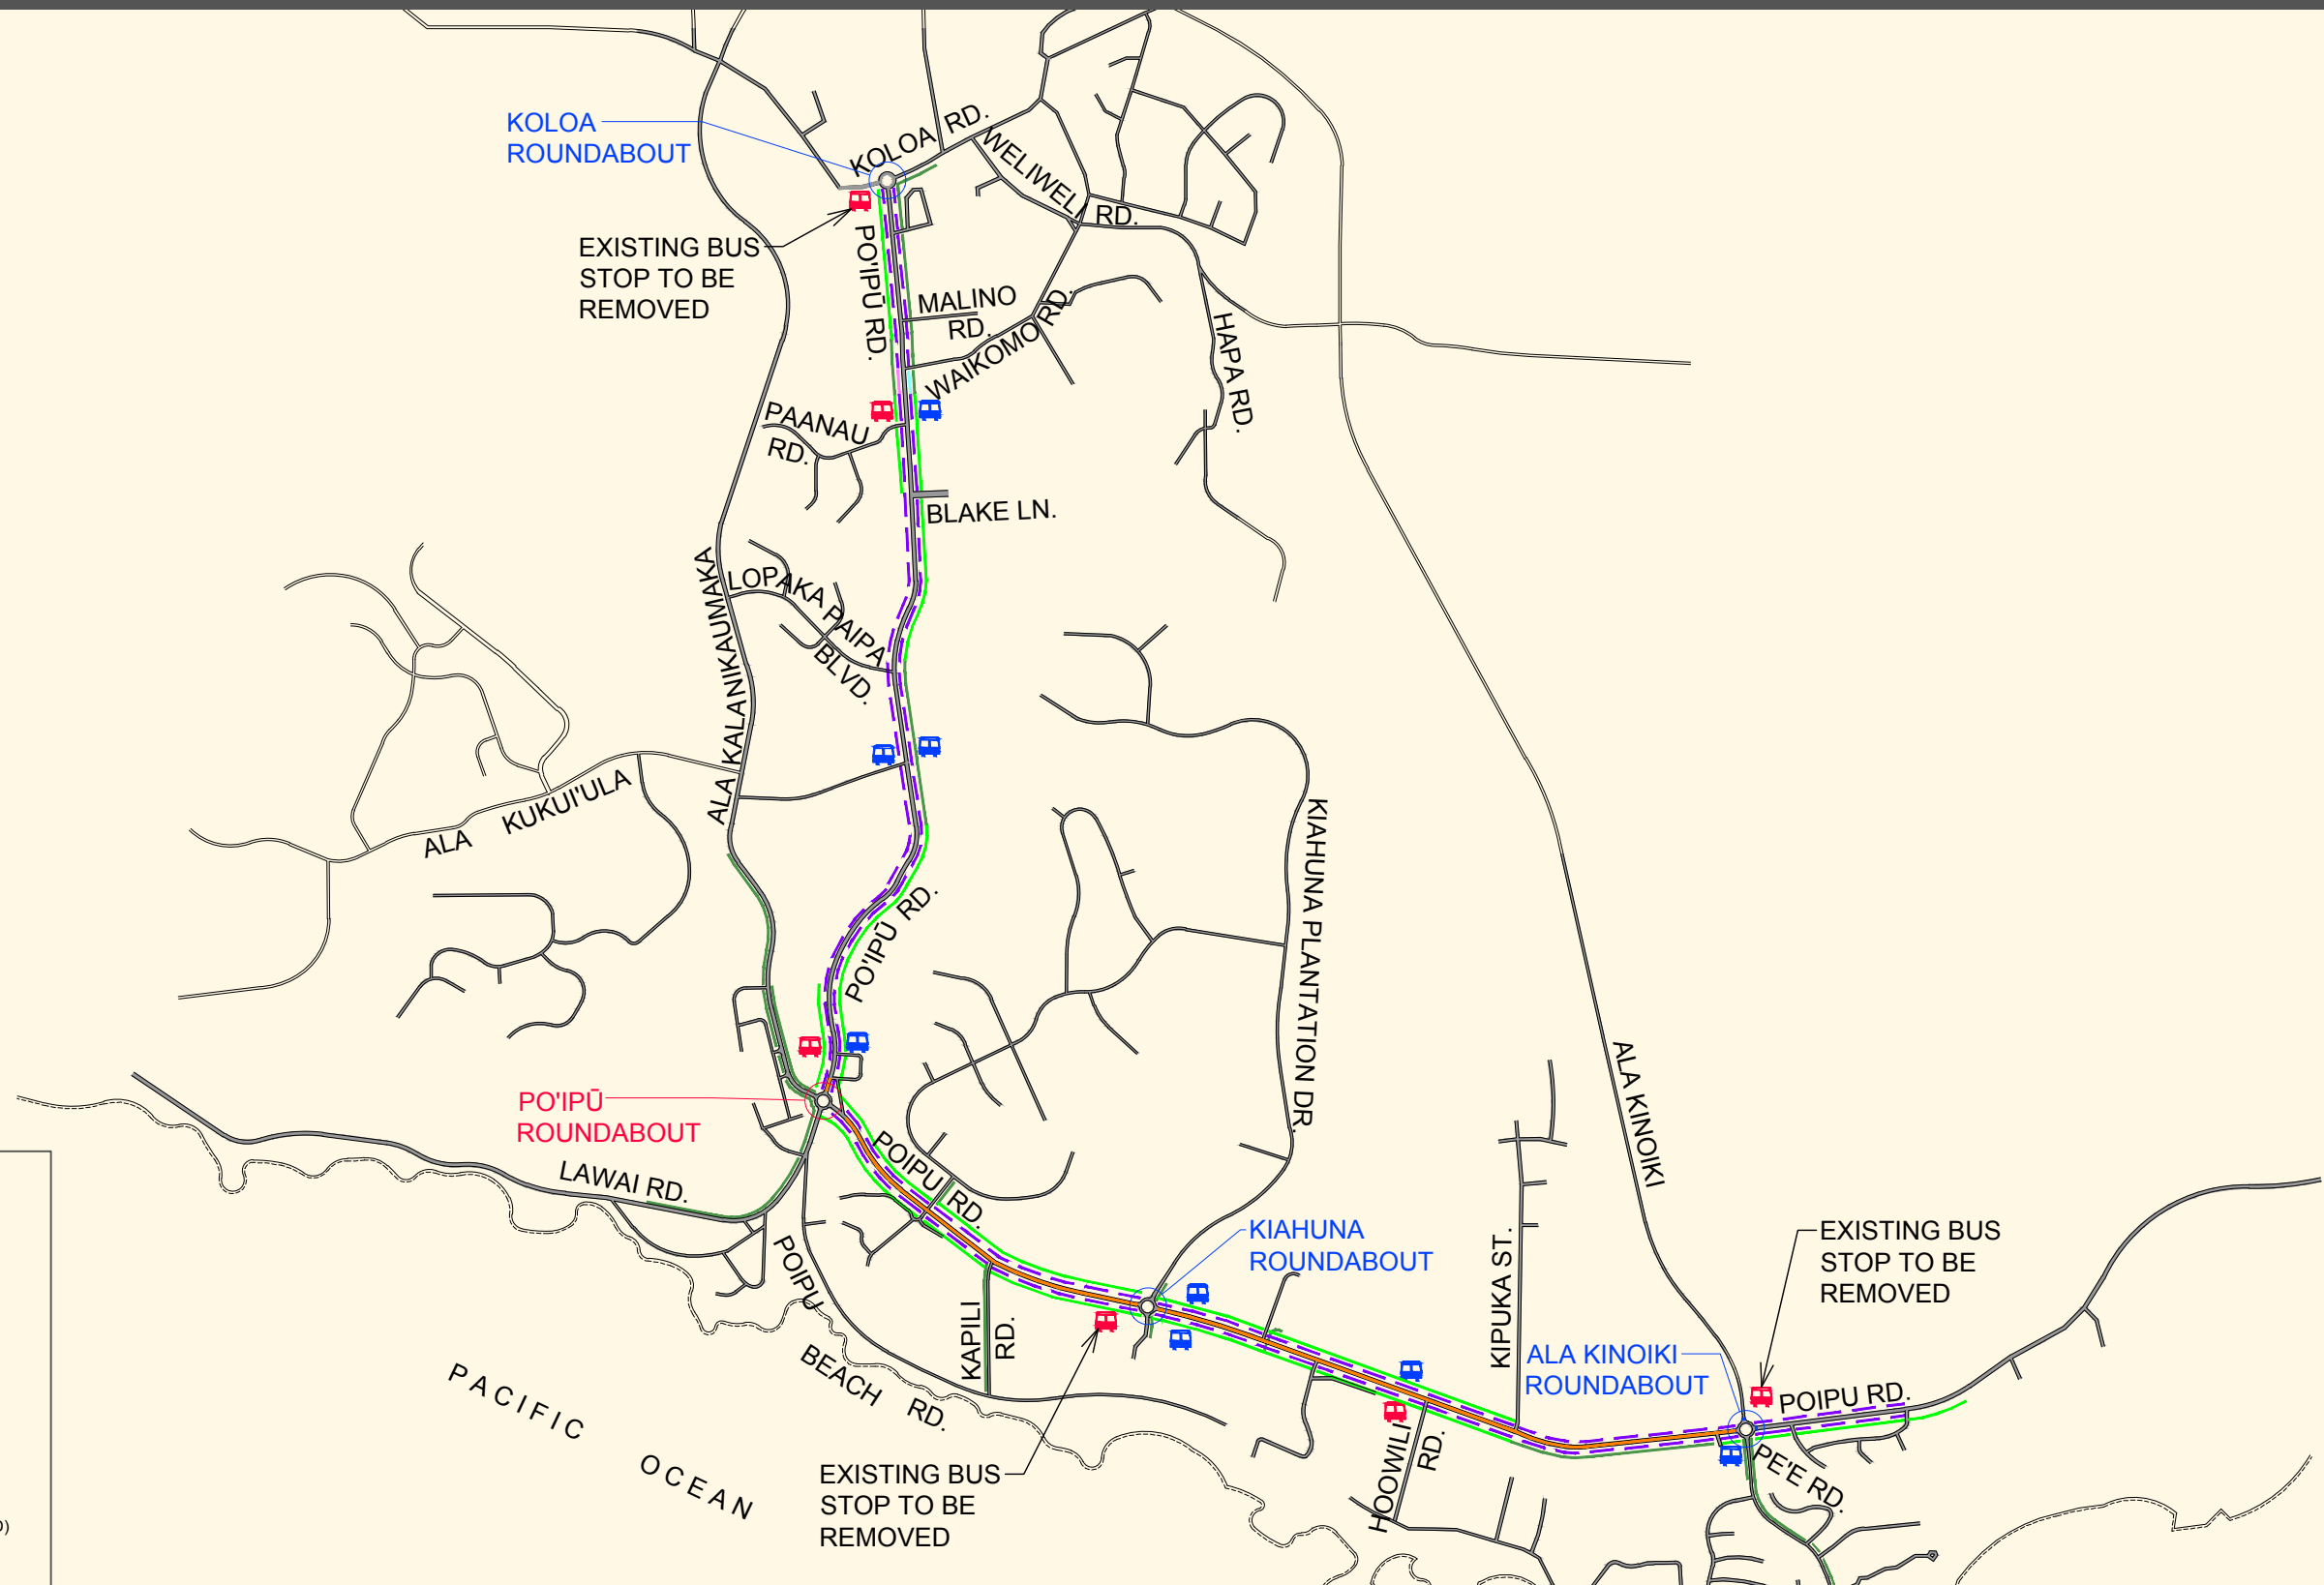 KOLOA
ROUNDABOUT
KOLOA RD.
WELIWELI RD.
EXISTING BUS
STOP TO BE
REMOVED
PO'IPŪ RD.
MALINO
RD.
WAIKOMO RD.
HAPA RD.
PAANAU
RD.
BLAKE LN.
LOPAKA PAIPA
BLVD.
ALA KALANIKAUMAKA
ALA KUKUI'ULA
KIAHUNA PLANTATION DR.
PO'IPŪ RD.
ALA KINOIKI
PO'IPŪ
ROUNDABOUT
POIPU RD.
LAWAI RD.
KIAHUNA
ROUNDABOUT
EXISTING BUS
STOP TO BE
REMOVED
KIPUKA ST.
POIPU
BEACH RD.
KAPILI
RD.
ALA KINOIKI
ROUNDABOUT
POIPU RD.
PACIFIC
OCEAN
HOOWILI
RD.
PE'E RD.
EXISTING BUS
STOP TO BE
REMOVED